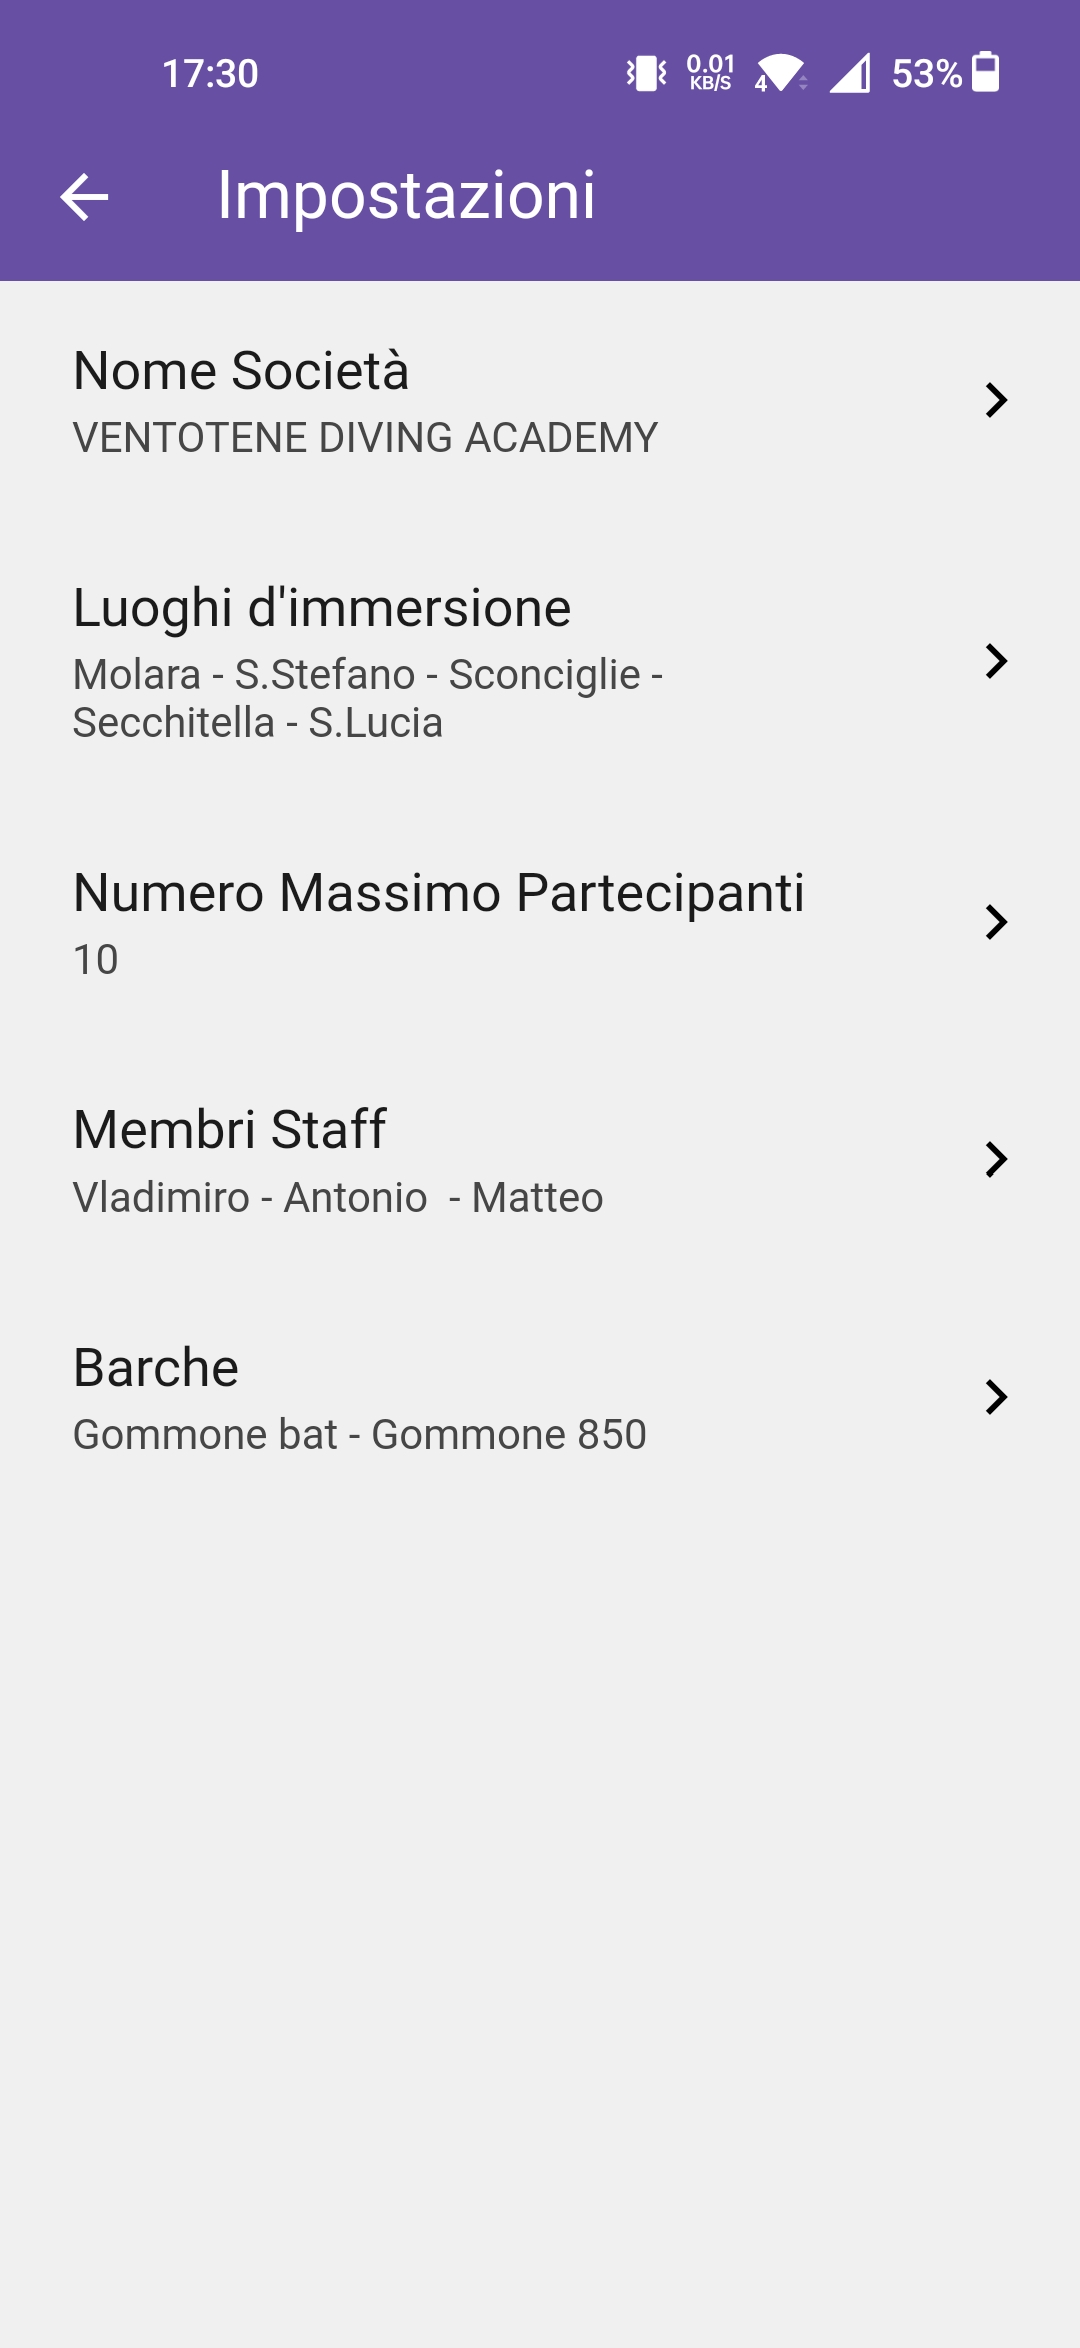 17:30
0.01
KB/S
4
53%
Impostazioni
Nome Società
VENTOTENE DIVING ACADEMY
Luoghi d'immersione
Molara - S.Stefano - Sconciglie -
Secchitella - S.Lucia
Numero Massimo Partecipanti
10
Membri Staff
Vladimiro - Antonio  - Matteo
Barche
Gommone bat - Gommone 850